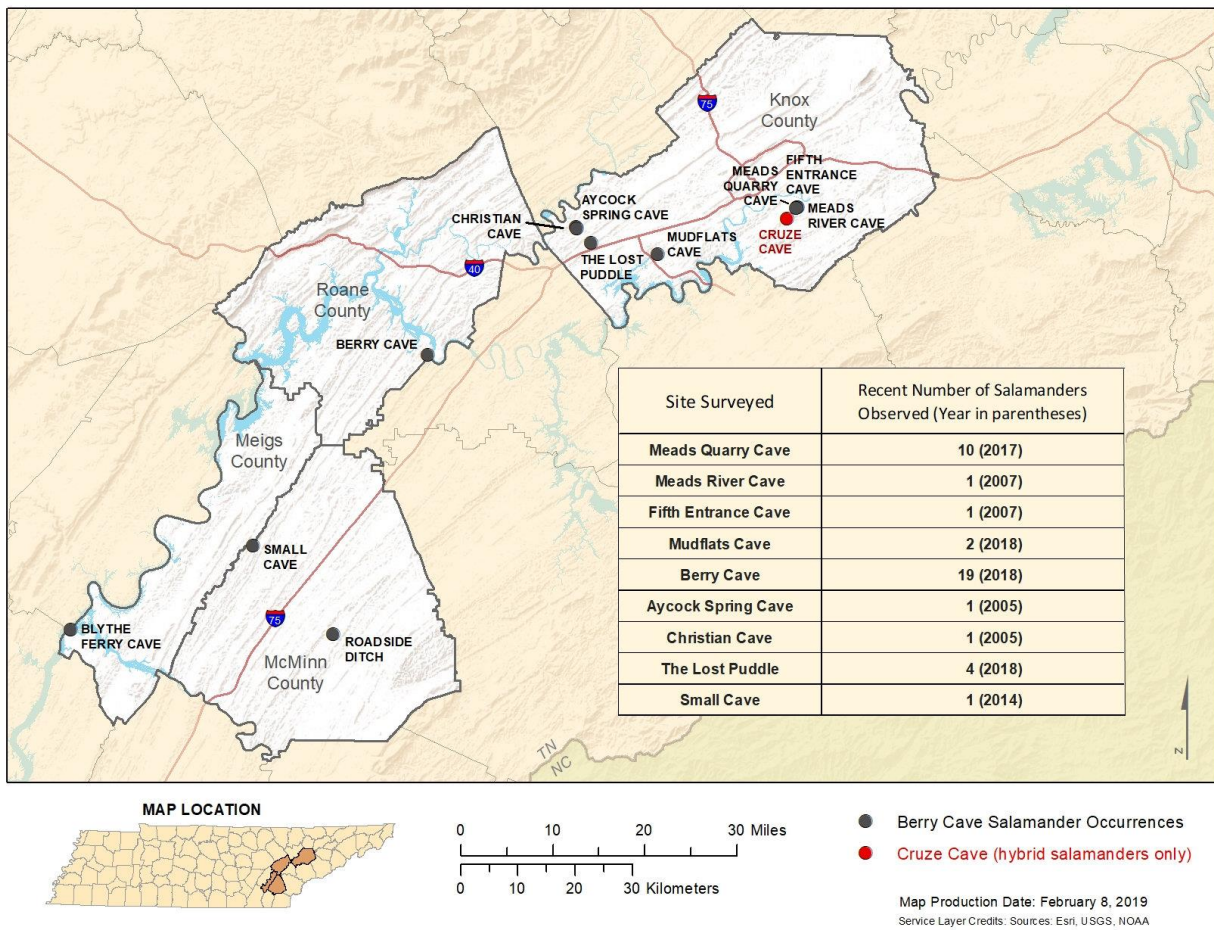 75
Knox
County
FIFTH
ENTRANCE
CAVE
MEADS
QUARRY
CAVE
MEADS
RIVER CAVE
CRUZE
CAVE
AYCOCK
SPRING CAVE
CHRISTIAN
CAVE
MUDFLATS
CAVE
THE LOST
PUDDLE
40
Roane
County
BERRY CAVE
Meigs
County
SMALL
CAVE
75
BLYTHE
FERRY CAVE
ROADSIDE
DITCH
McMinn
County
Site Surveyed
Recent Number of Salamanders
Observed (Year in parentheses)
Meads Quarry Cave 10 (2017)
Meads River Cave 1 (2007)
Fifth Entrance Cave 1 (2007)
Mudflats Cave 2 (2018)
Berry Cave 19 (2018)
Aycock Spring Cave 1 (2005)
Christian Cave 1 (2005)
The Lost Puddle 4 (2018)
Small Cave 1 (2014)
TN
NC
N
MAP LOCATION
0 10 20 30 Miles
0 10 20 30 Kilometers
Berry Cave Salamander Occurrences
Cruze Cave (hybrid salamanders only)
Map Production Date: February 8, 2019
Service Layer Credits: Sources: Esri, USGS, NOAA